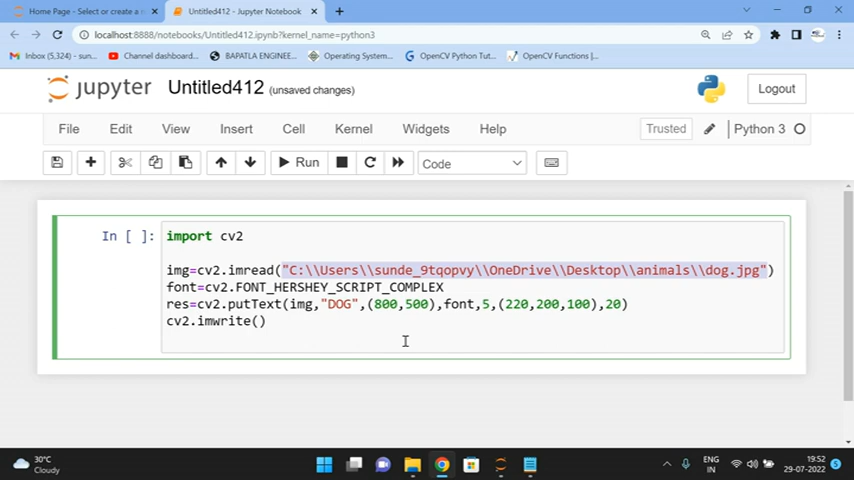 Home Page - Select or create a n
Untitled412 - Jupyter Notebook
localhost:8888/notebooks/Untitled412.ipynb?kernel_name=python3
Inbox (5,324) - sund
Channel dashboard...
BAPATLA ENGINEE...
Operating System...
OpenCV Python Tut...
OpenCV Functions |...
jupyter Untitled412 (unsaved changes)
Logout
File Edit View Insert Cell Kernel Widgets Help
Trusted
Python 3
Run
Code
In [ ]:
import cv2
img=cv2.imread("C:\\Users\\sunde_9tqopvy\\OneDrive\\Desktop\\animals\\dog.jpg")
font=cv2.FONT_HERSHEY_SCRIPT_COMPLEX
res=cv2.putText(img,"DOG",(800,500),font,5,(220,200,100),20)
cv2.imwrite()
30°C
Cloudy
ENG
IN
19:52
29-07-2022
5